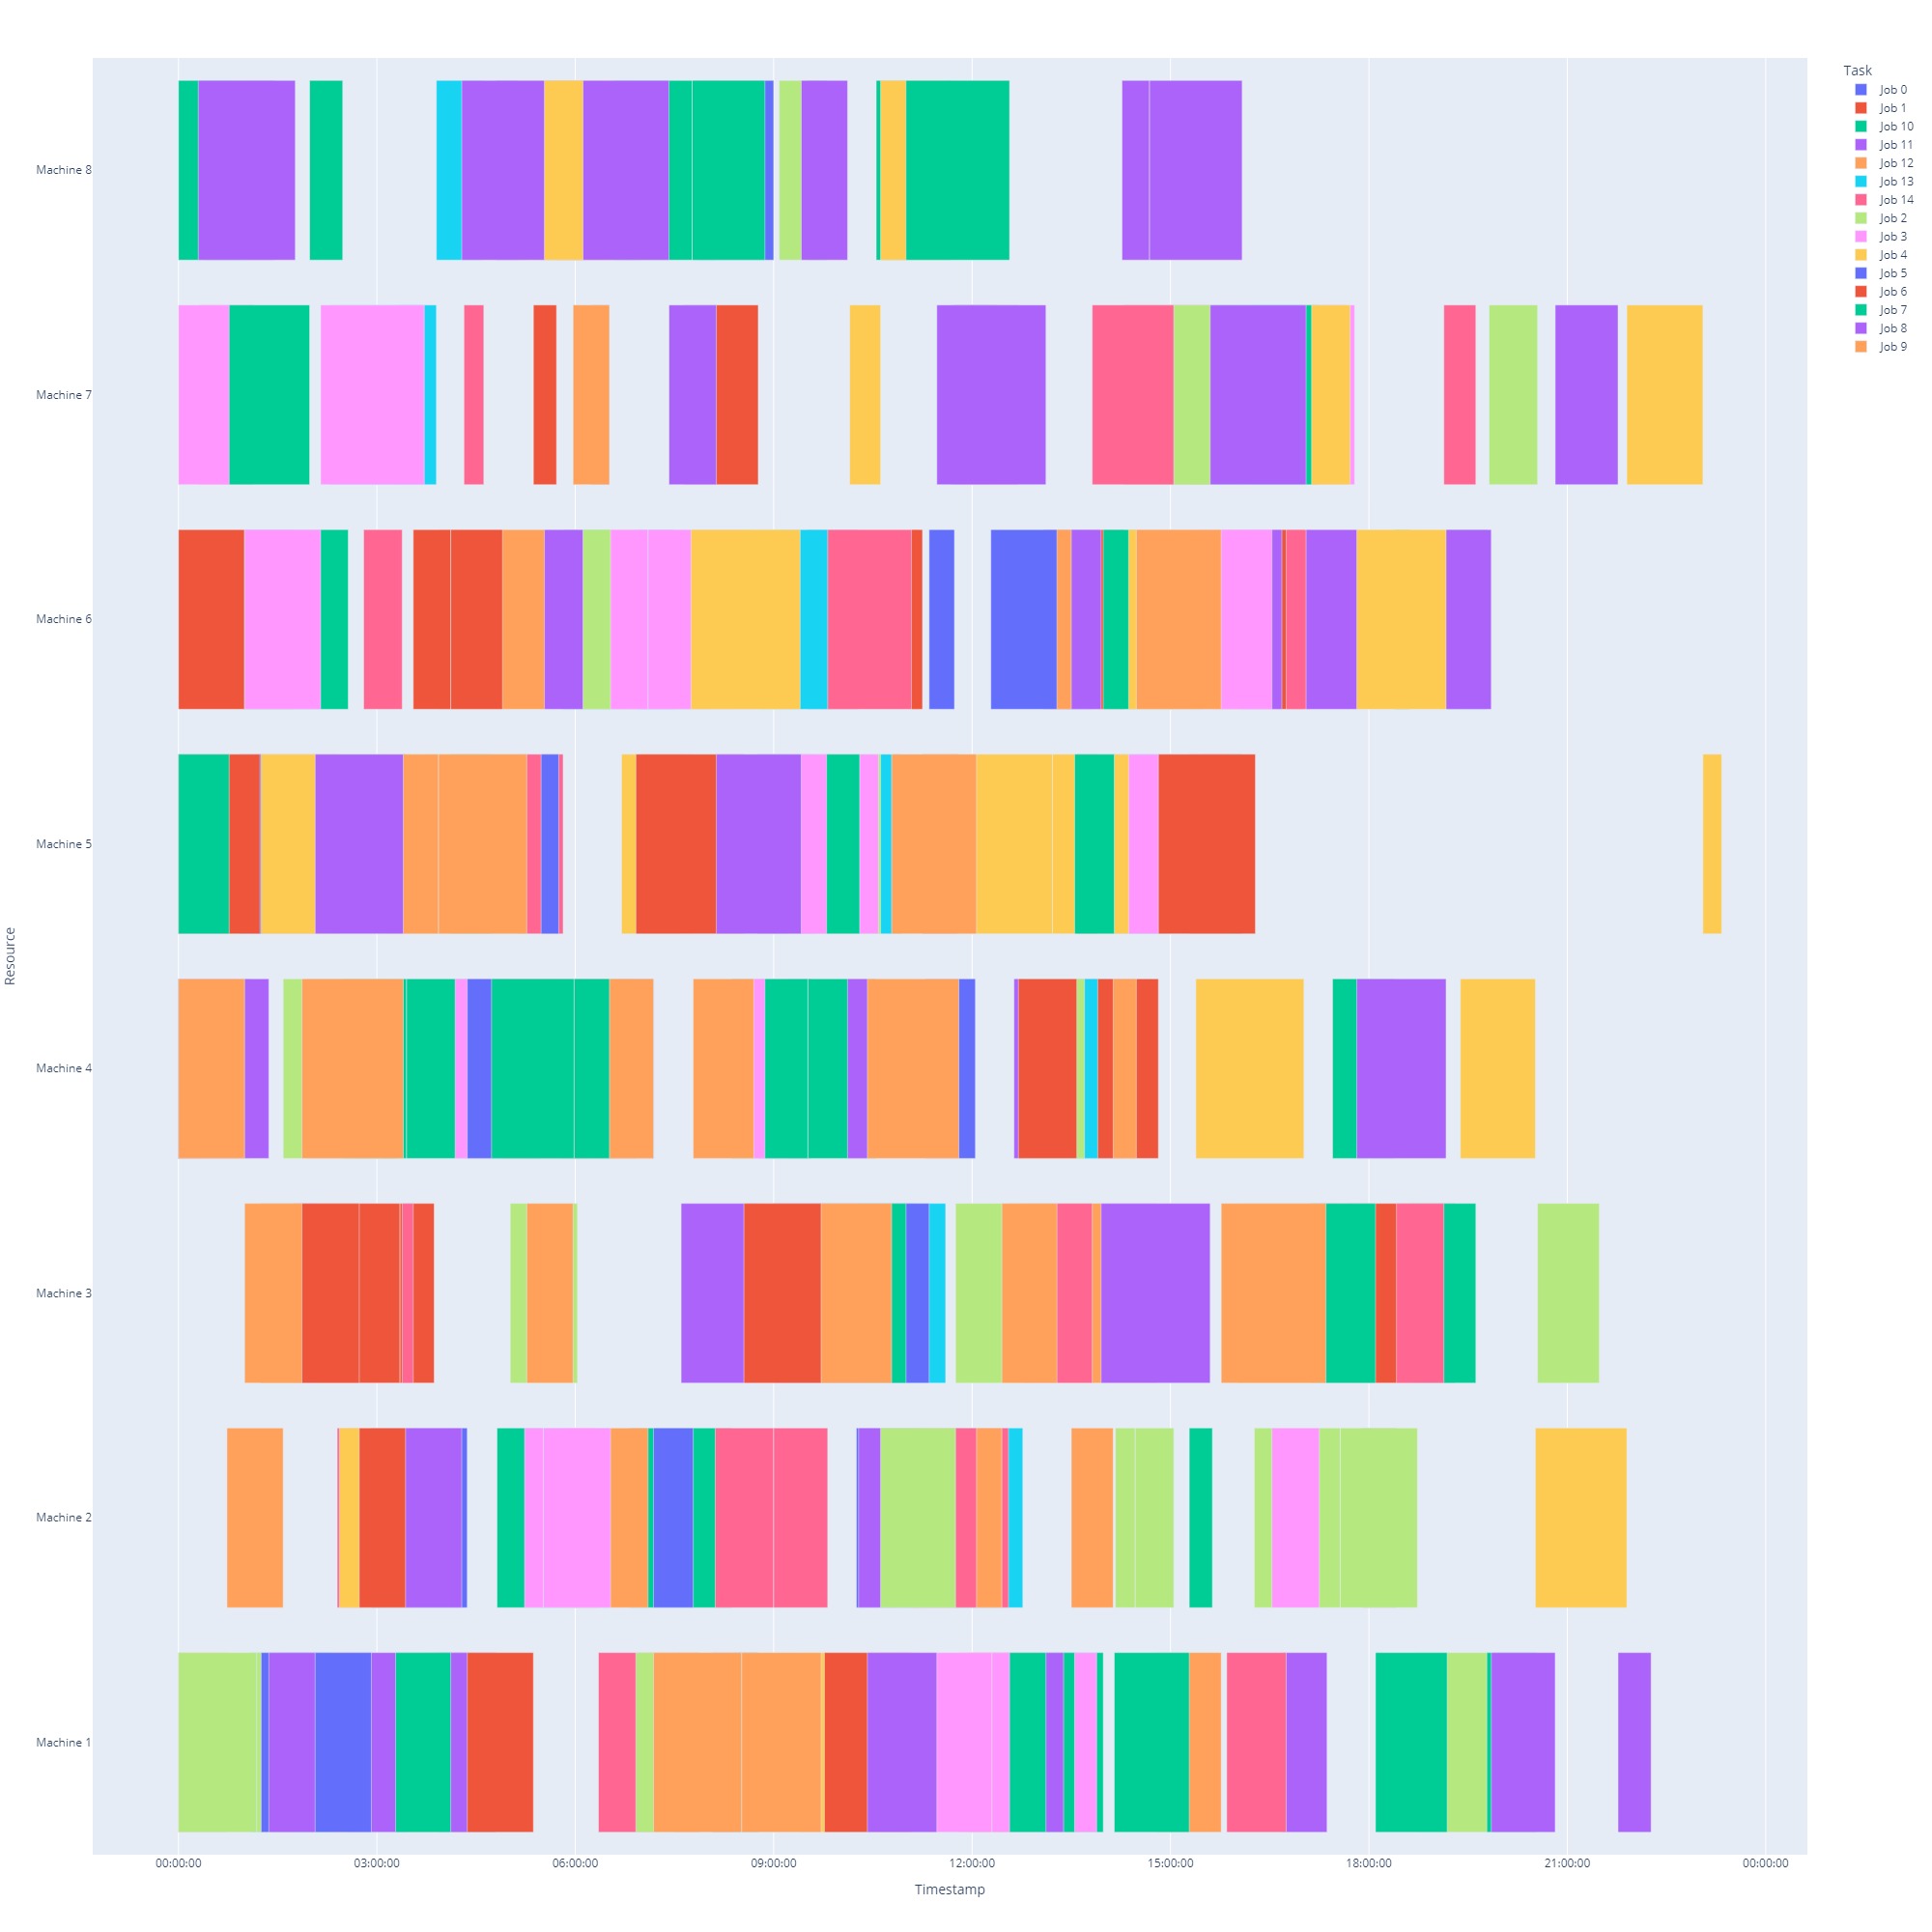 Task
Job 0
Job 1
Job 10
Job 11
Job 12
Job 13
Job 14
Job 2
Job 3
Job 4
Job 5
Job 6
Job 7
Job 8
Job 9
Machine 8
Machine 7
Machine 6
Machine 5
Machine 4
Machine 3
Machine 2
Machine 1
Resource
00:00:00 03:00:00 06:00:00 09:00:00 12:00:00 15:00:00 18:00:00 21:00:00 00:00:00
Timestamp